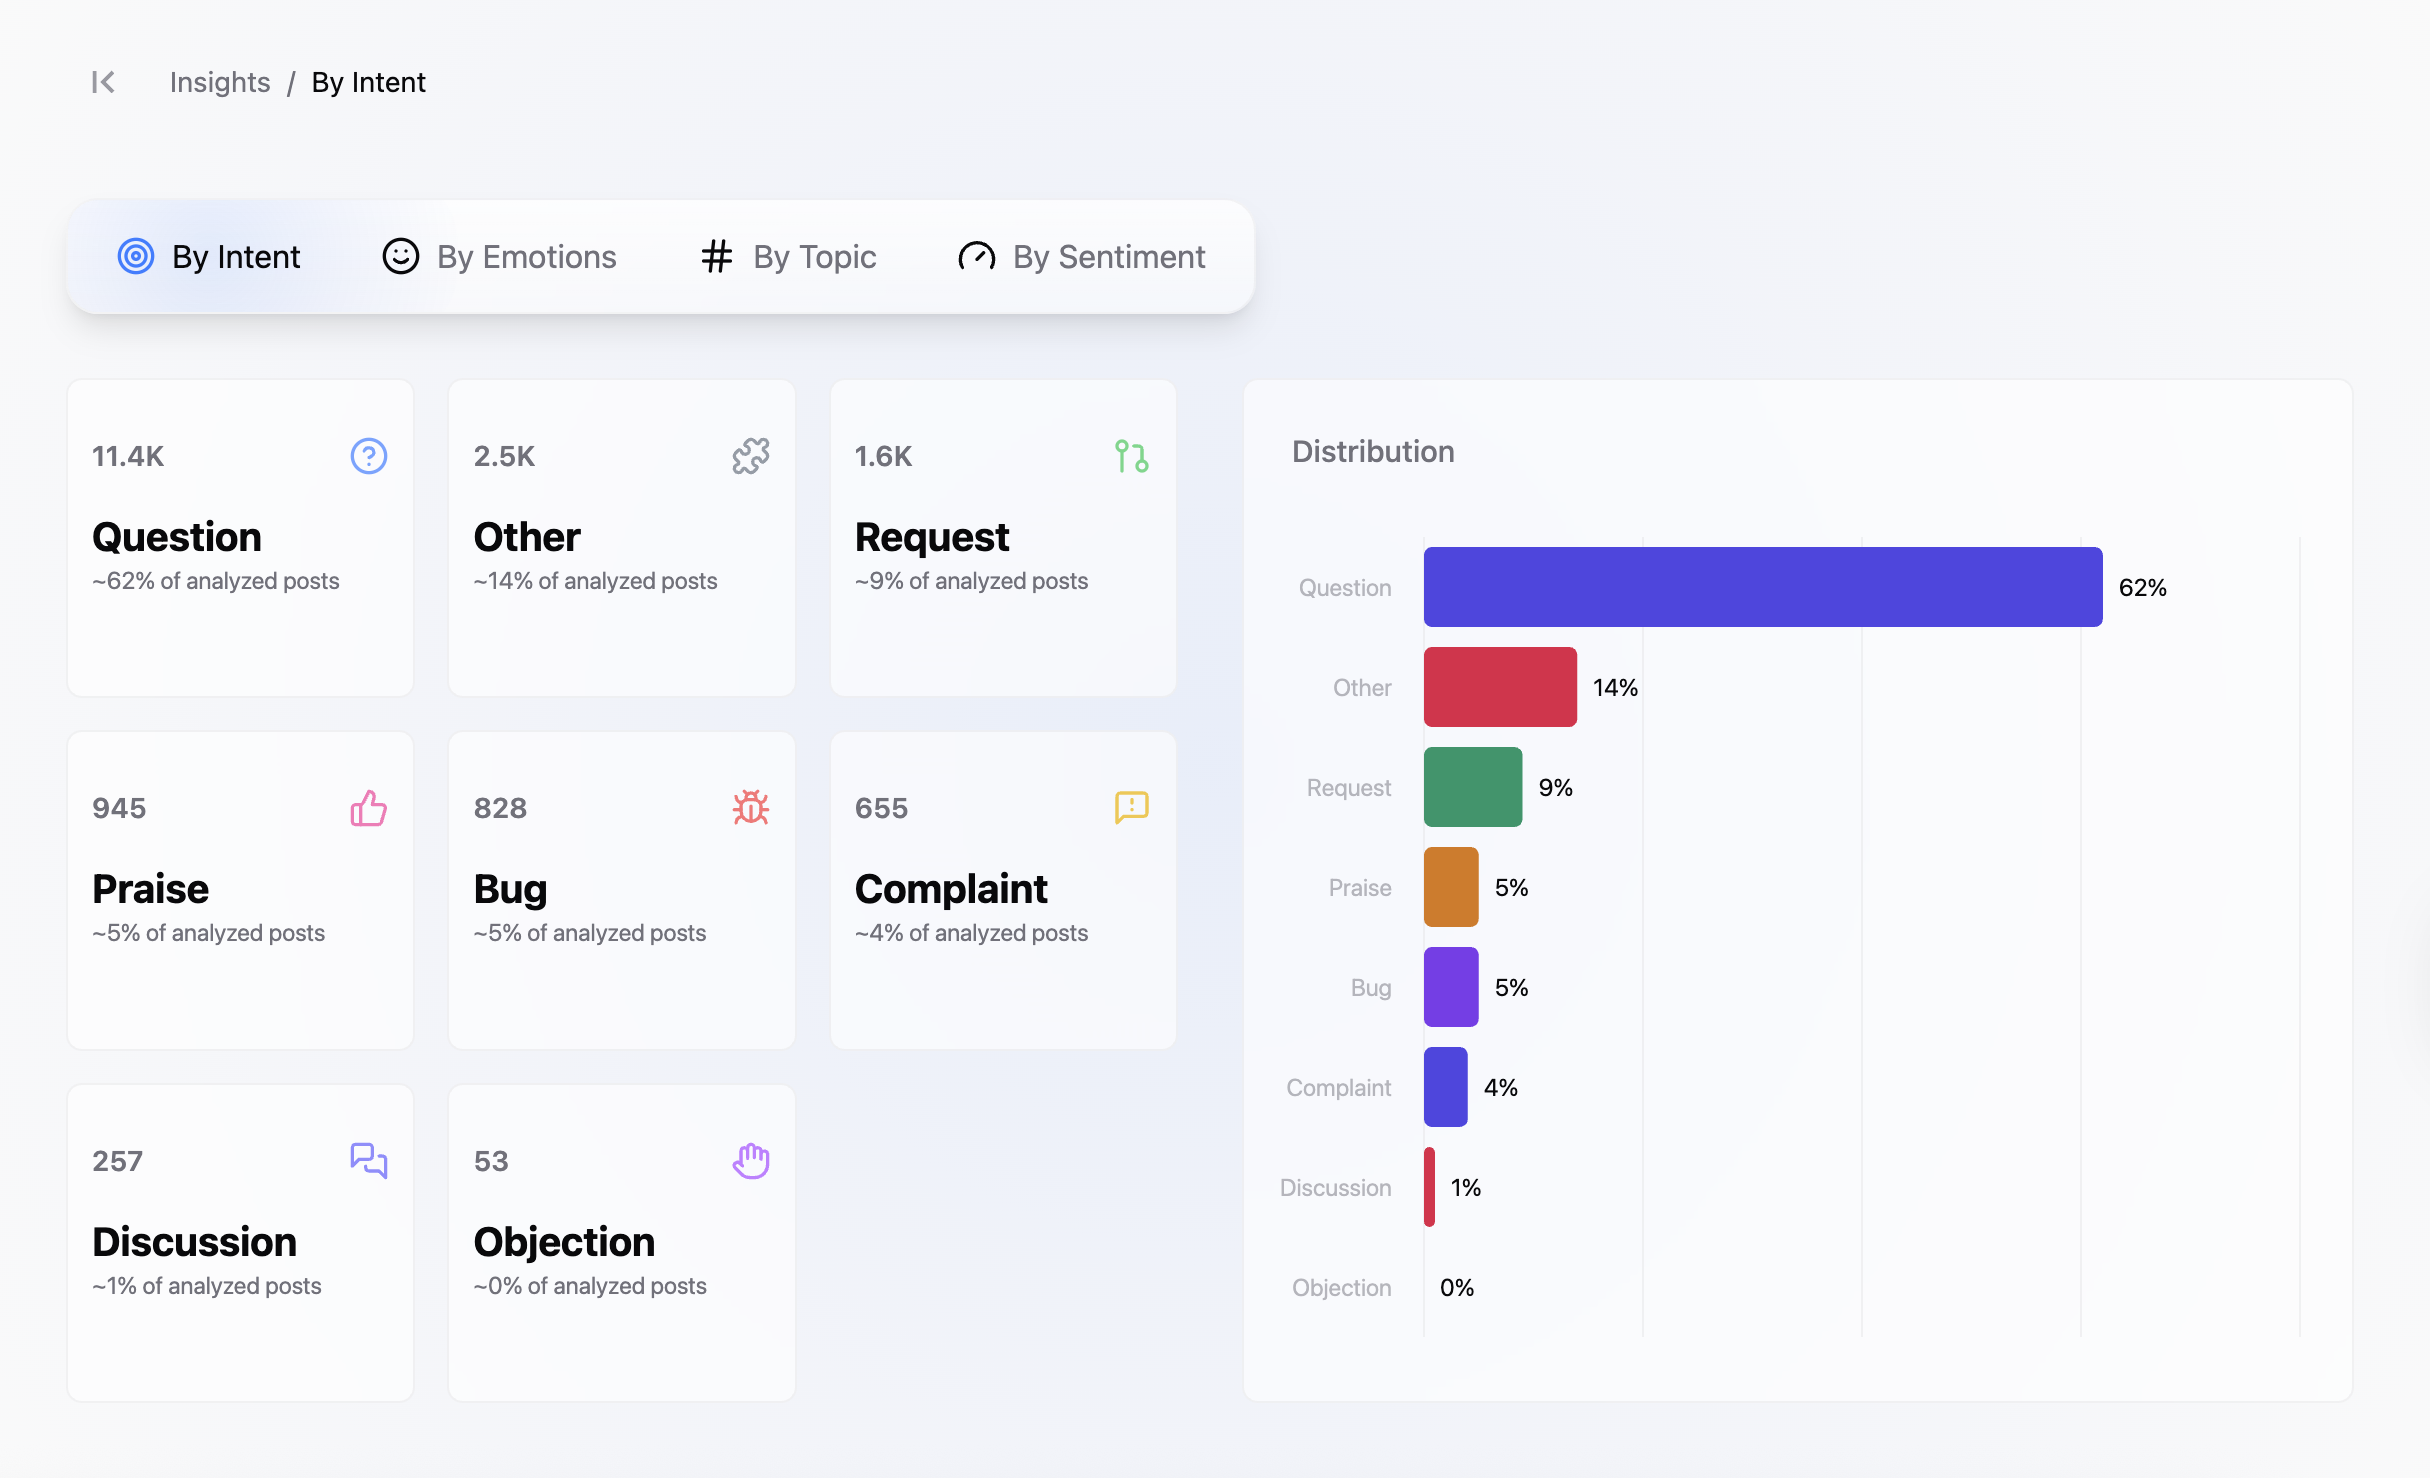 Insights / By Intent
By Intent
By Emotions
By Topic
By Sentiment
11.4K
Question
~62% of analyzed posts
2.5K
Other
~14% of analyzed posts
1.6K
Request
~9% of analyzed posts
945
Praise
~5% of analyzed posts
828
Bug
~5% of analyzed posts
655
Complaint
~4% of analyzed posts
257
Discussion
~1% of analyzed posts
53
Objection
~0% of analyzed posts
Distribution
Question 62%
Other 14%
Request 9%
Praise 5%
Bug 5%
Complaint 4%
Discussion 1%
Objection 0%